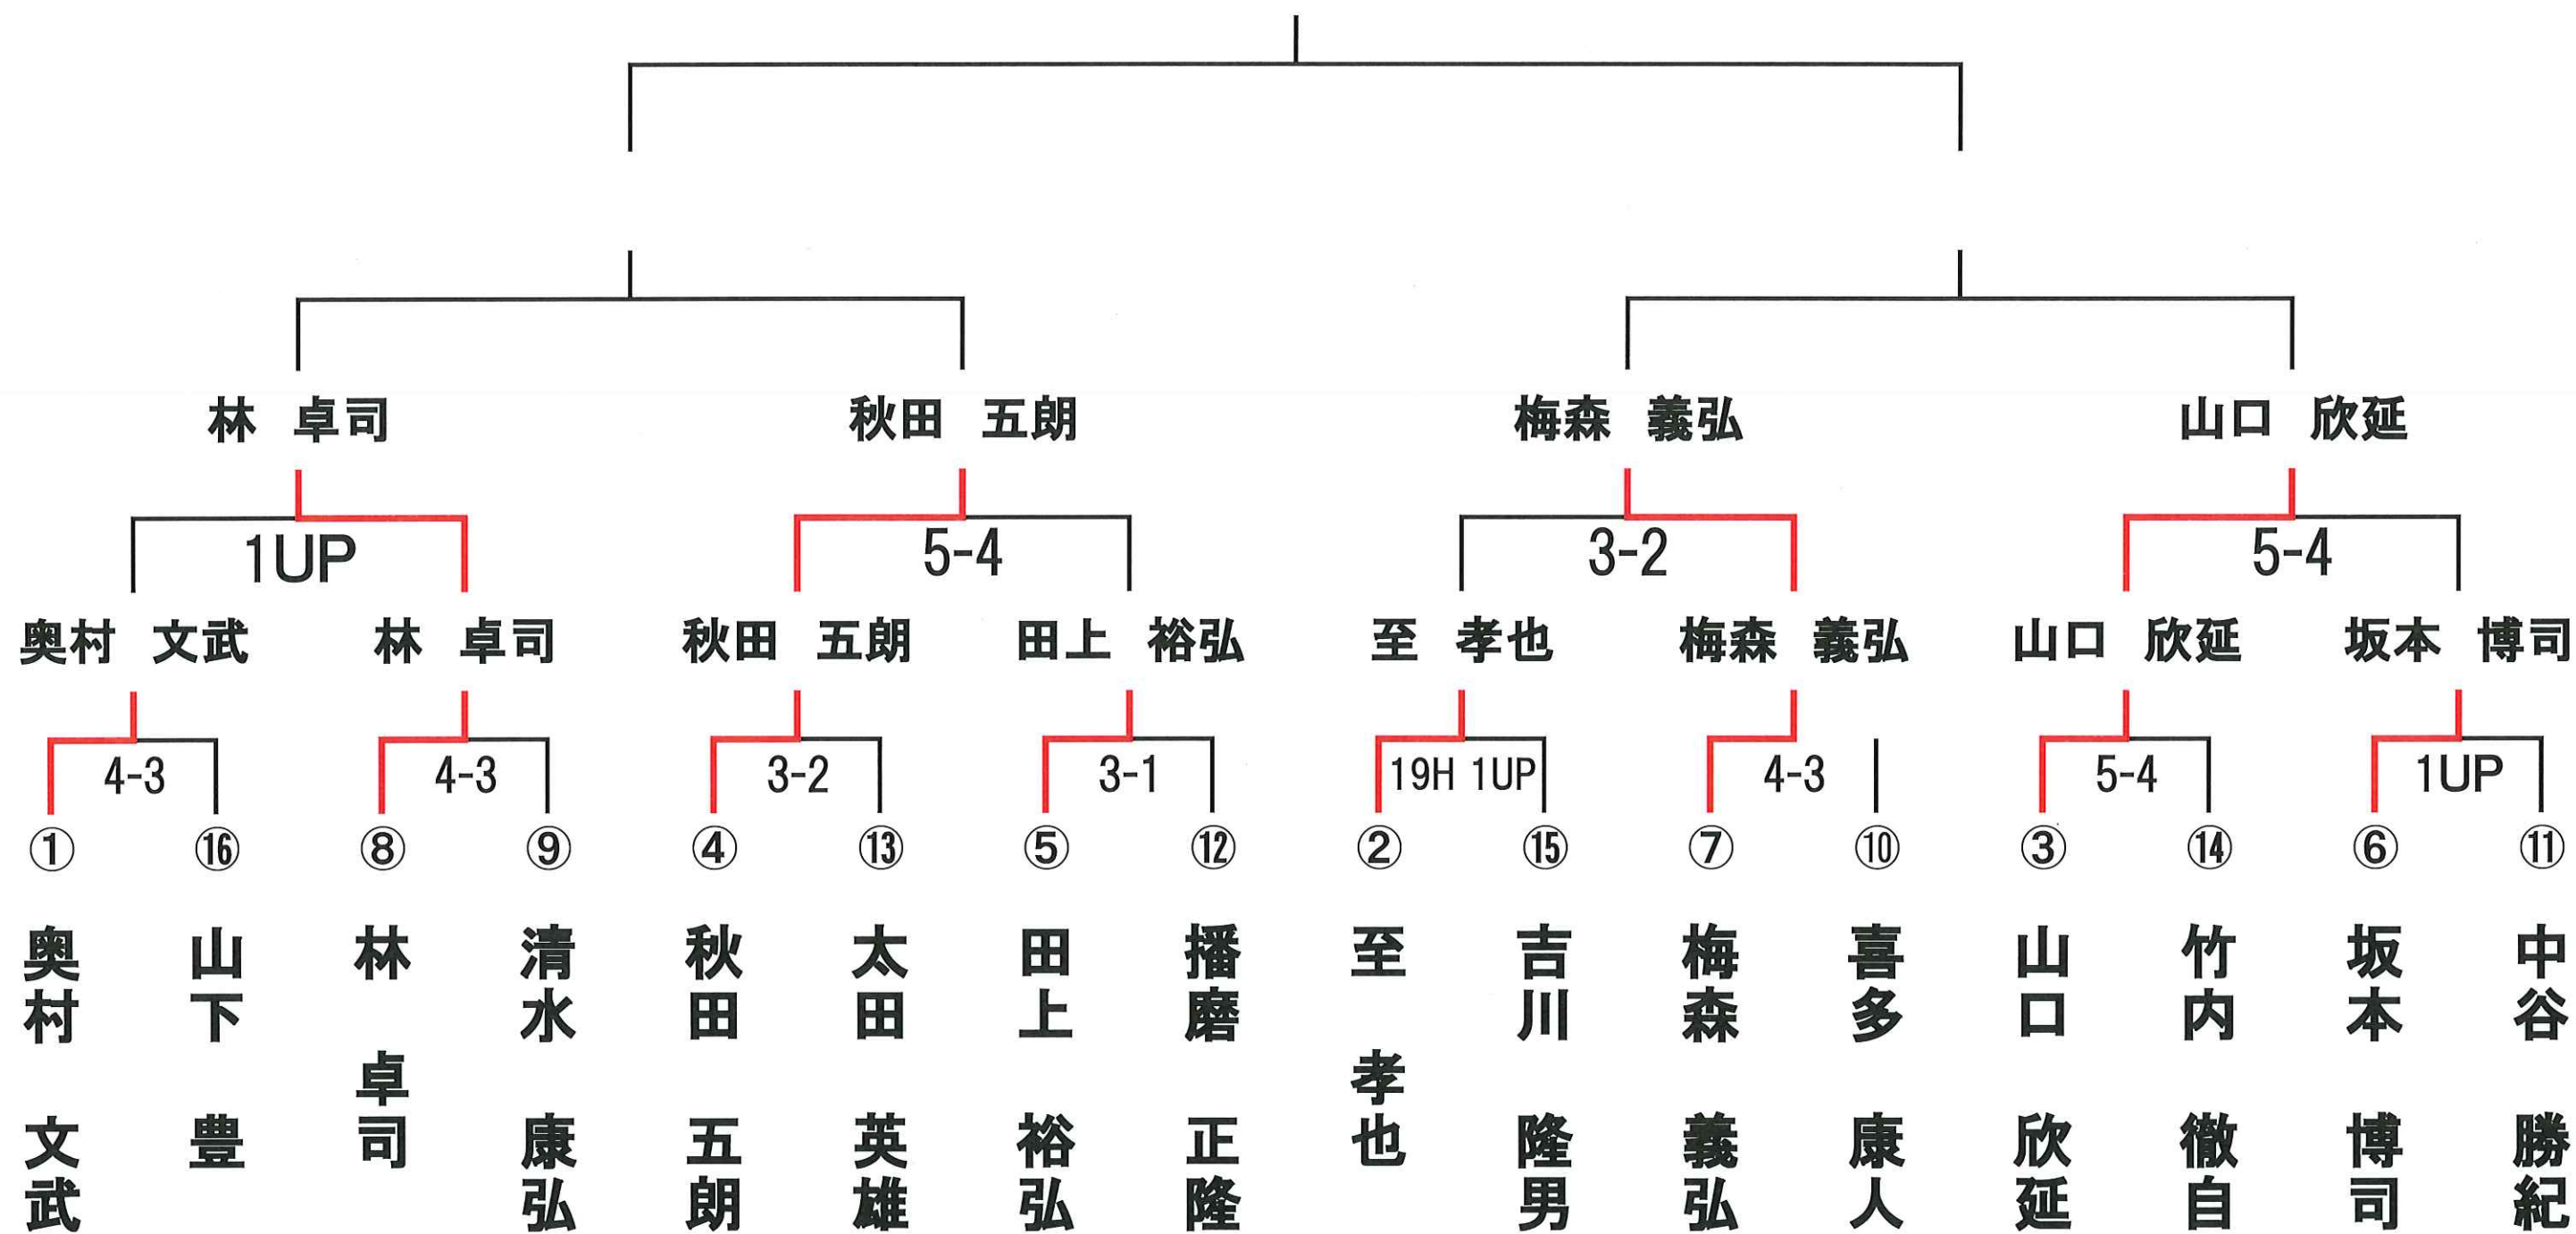 林 卓司
秋田 五朗
梅森 義弘
山口 欣延
1UP
5-4
3-2
5-4
奥村 文武
林 卓司
秋田 五朗
田上 裕弘
至 孝也
梅森 義弘
山口 欣延
坂本 博司
4-3
4-3
3-2
3-1
19H 1UP
4-3
5-4
1UP
① 奥村 文武
⑯ 山下 豊
⑧ 林 卓司
⑨ 清水 康弘
④ 秋田 五朗
⑬ 太田 英雄
⑤ 田上 裕弘
⑫ 播磨 正隆
② 至 孝也
⑮ 吉川 隆男
⑦ 梅森 義弘
⑩ 喜多 康人
③ 山口 欣延
⑭ 竹内 徹自
⑥ 坂本 博司
⑪ 中谷 勝紀